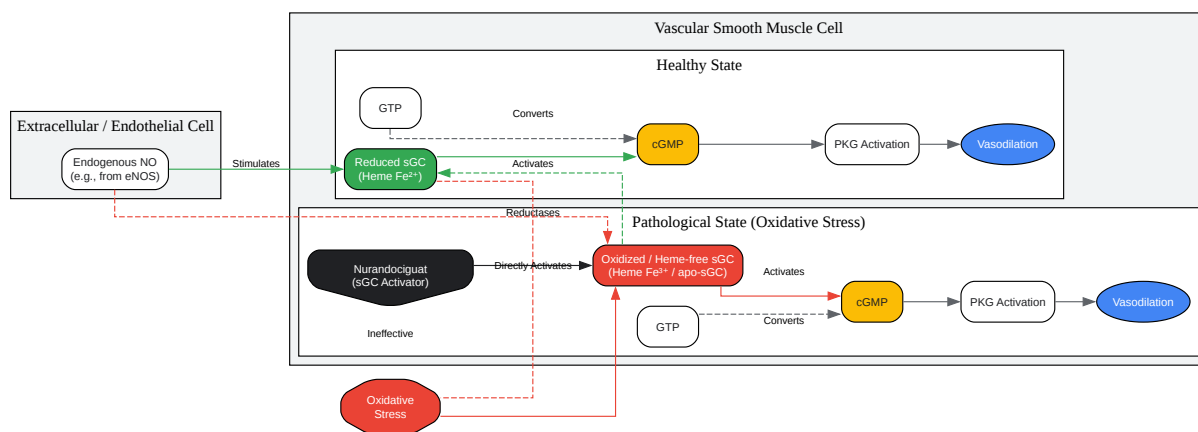 Vascular Smooth Muscle Cell
Healthy State
GTP
Converts
Extracellular / Endothelial Cell
Endogenous NO
(e.g., from eNOS)
Stimulates
Reduced sGC
(Heme Fe²⁺)
Activates
cGMP
PKG Activation
Vasodilation
Reductases
Pathological State (Oxidative Stress)
Nurandociguat
(sGC Activator)
Directly Activates
Oxidized / Heme-free sGC
(Heme Fe³⁺ / apo-sGC)
Activates
cGMP
PKG Activation
Vasodilation
GTP
Converts
Ineffective
Oxidative
Stress